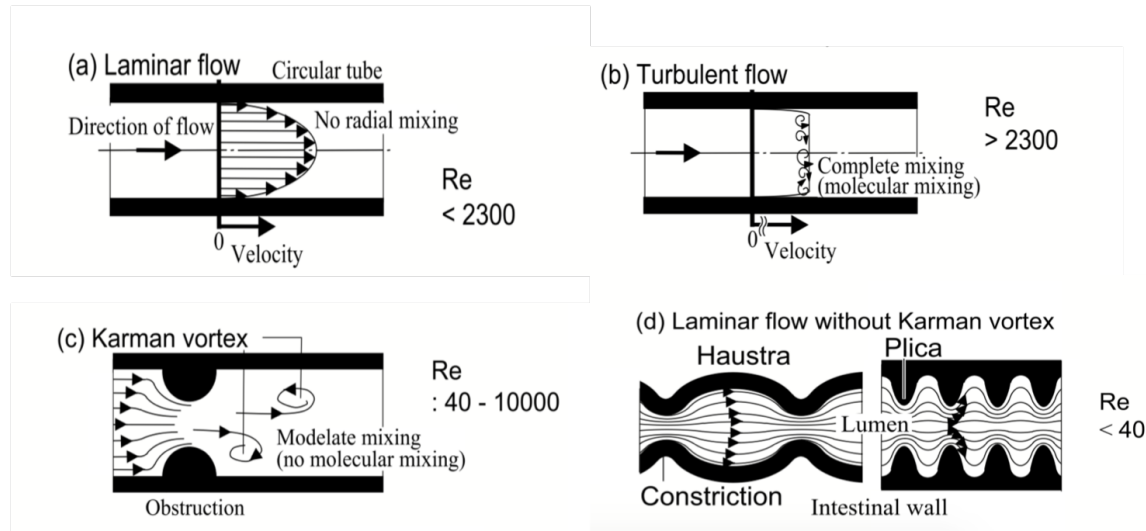 (a) Laminar flow
Circular tube
Direction of flow
No radial mixing
Re
< 2300
0
Velocity
(b) Turbulent flow
Re
> 2300
Complete mixing
(molecular mixing)
0
Velocity
(c) Karman vortex
Re
: 40 - 10000
Modelate mixing
(no molecular mixing)
Obstruction
(d) Laminar flow without Karman vortex
Haustra
Plica
Lumen
Re
< 40
Constriction
Intestinal wall